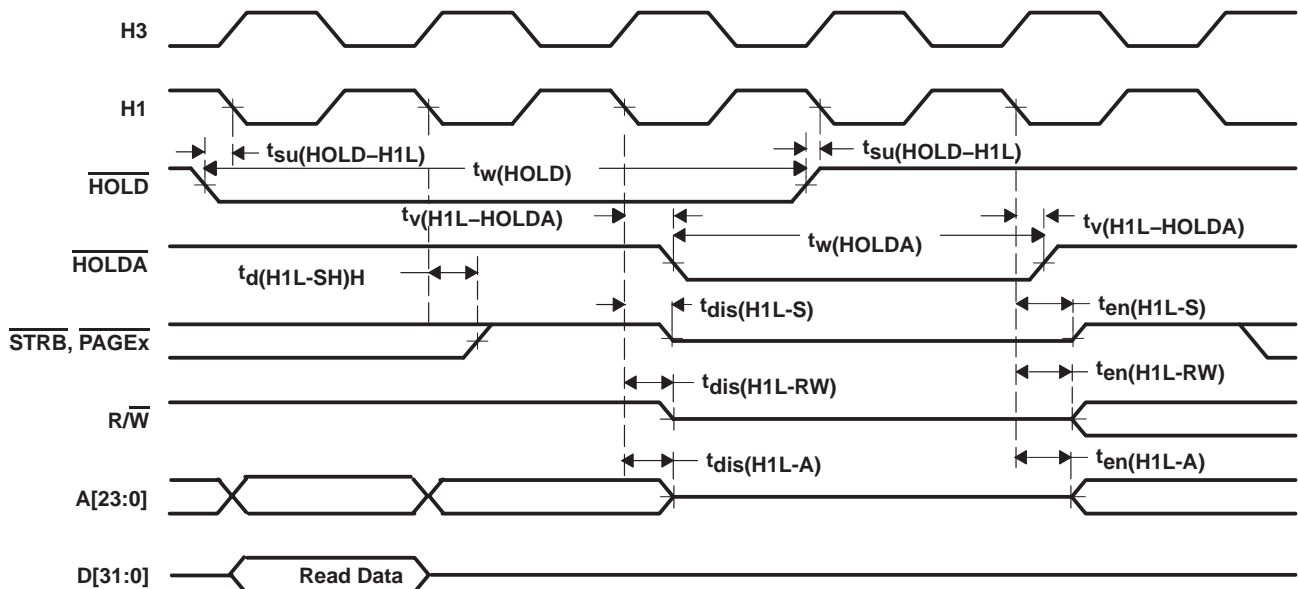 H3
H1
tsu(HOLD–H1L)
tsu(HOLD–H1L)
tw(HOLD)
HOLD
tv(H1L–HOLDA)
tv(H1L–HOLDA)
tw(HOLDA)
HOLDA
td(H1L-SH)H
tdis(H1L-S)
ten(H1L-S)
STRB, PAGEx
tdis(H1L-RW)
ten(H1L-RW)
R/W
tdis(H1L-A)
ten(H1L-A)
A[23:0]
D[31:0]
Read Data